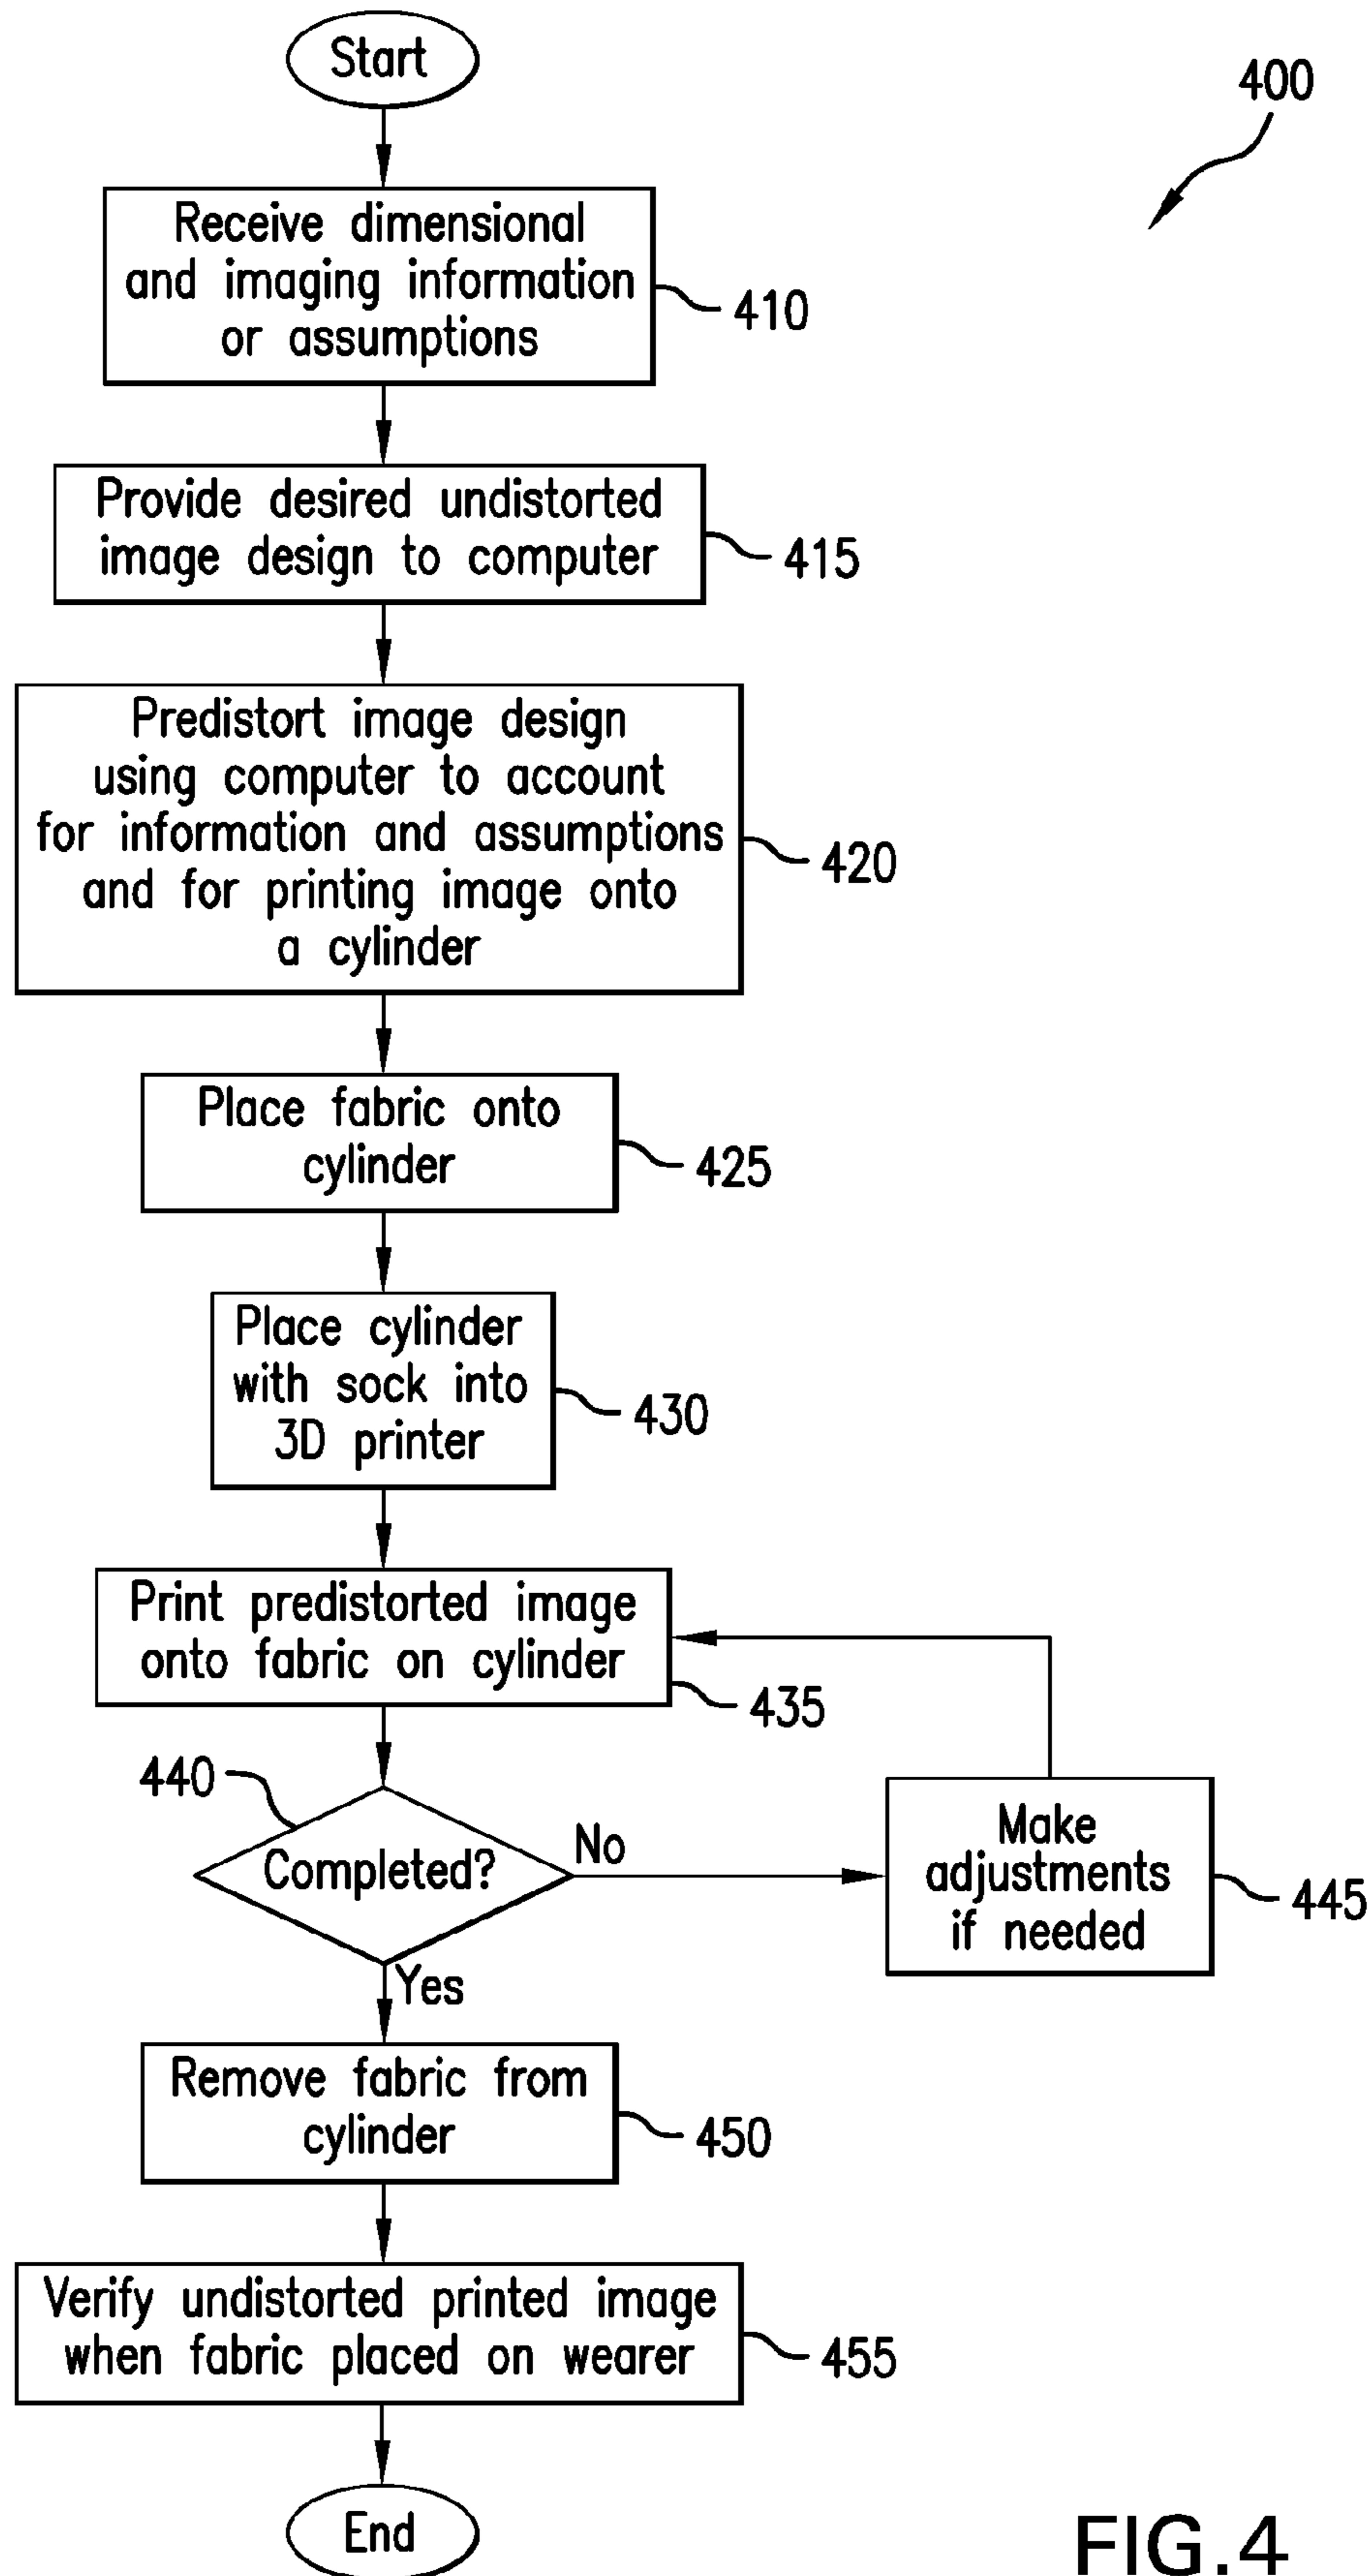 Start
400
Receive dimensional
and imaging information
or assumptions
410
Provide desired undistorted
image design to computer
415
Predistort image design
using computer to account
for information and assumptions
and for printing image onto
a cylinder
420
Place fabric onto
cylinder
425
Place cylinder
with sock into
3D printer
430
Print predistorted image
onto fabric on cylinder
435
440
Completed?
No
Make
adjustments
if needed
445
Yes
Remove fabric from
cylinder
450
Verify undistorted printed image
when fabric placed on wearer
455
End
FIG.4